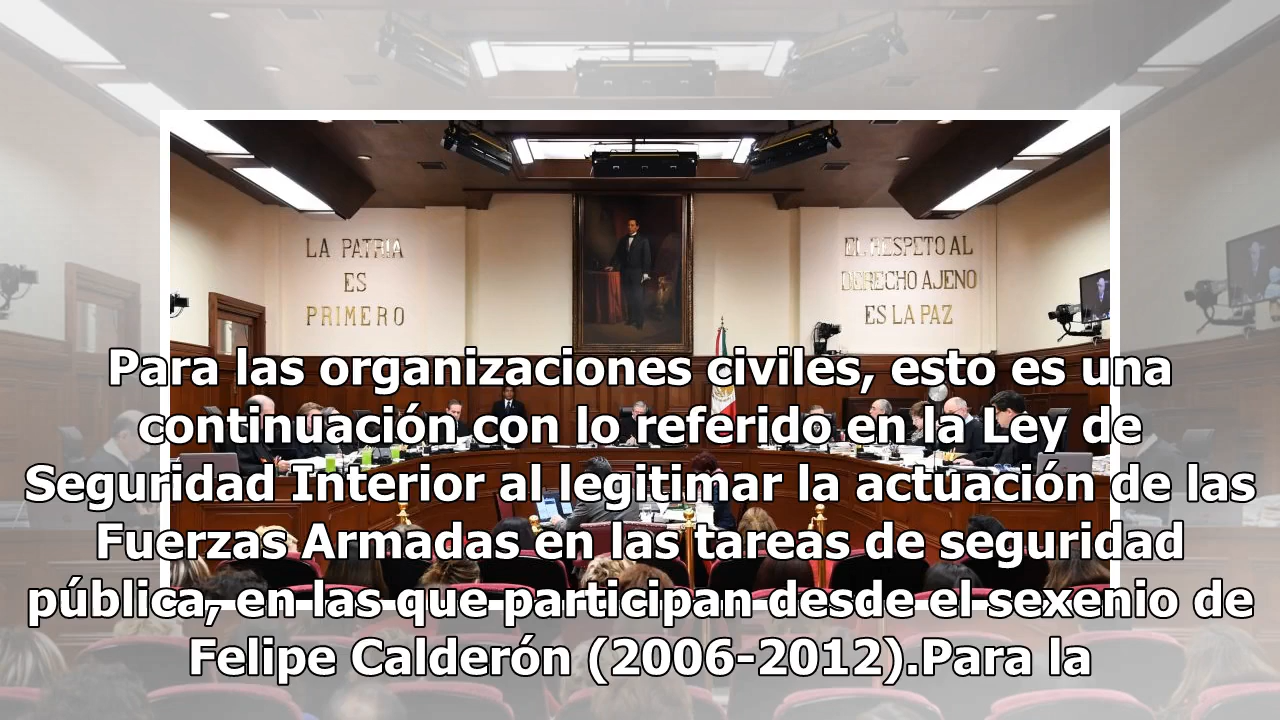 LA PATRIA
ES
PRIMERO
EL RESPETO AL
DERECHO AJENO
ES LA PAZ
Para las organizaciones civiles, esto es una
continuación con lo referido en la Ley de
Seguridad Interior al legitimar la actuación de las
Fuerzas Armadas en las tareas de seguridad
pública, en las que participan desde el sexenio de
Felipe Calderón (2006-2012).Para la